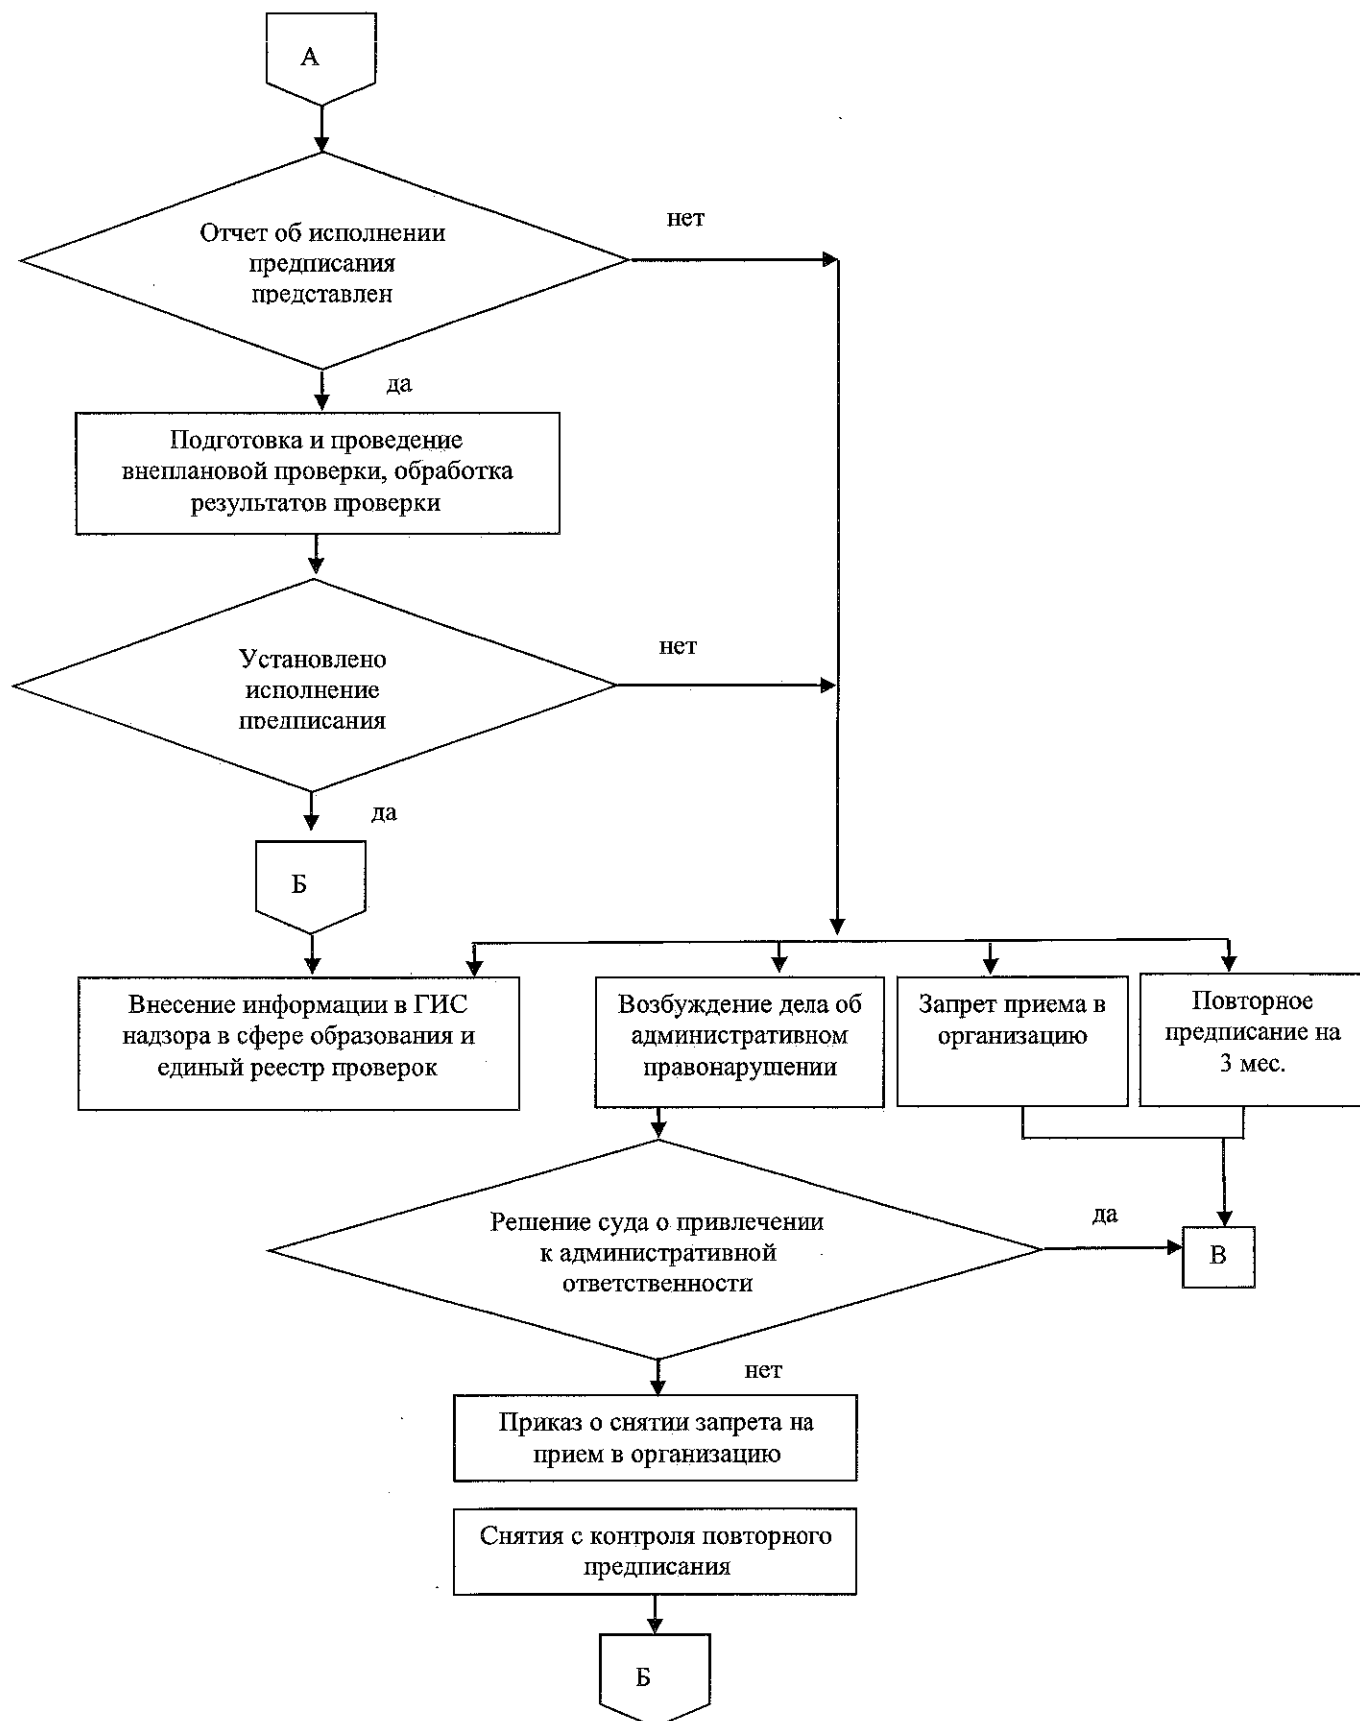 А
нет
Отчет об исполнении
предписания
представлен
да
Подготовка и проведение
внеплановой проверки, обработка
результатов проверки
нет
Установлено
исполнение
предписания
да
Б
Внесение информации в ГИС
надзора в сфере образования и
единый реестр проверок
Возбуждение дела об
административном
правонарушении
Запрет приема в
организацию
Повторное
предписание на
3 мес.
Решение суда о привлечении
к административной
ответственности
да
В
нет
Приказ о снятии запрета на
прием в организацию
Снятия с контроля повторного
предписания
Б